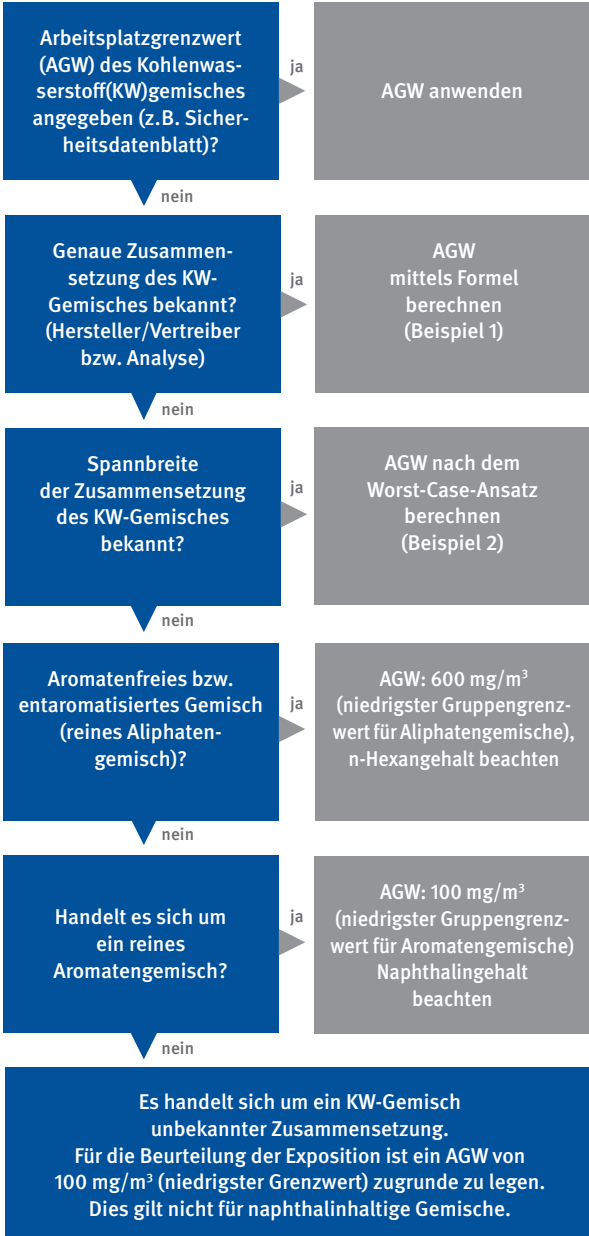 Arbeitsplatzgrenzwert
(AGW) des Kohlenwas-
serstoff(KW)gemisches
angegeben (z.B. Sicher-
heitsdatenblatt)?
ja
AGW anwenden
nein
Genaue Zusammen-
setzung des KW-
Gemisches bekannt?
(Hersteller/Vertreiber
bzw. Analyse)
ja
AGW
mittels Formel
berechnen
(Beispiel 1)
nein
Spannbreite
der Zusammensetzung
des KW-Gemisches
bekannt?
ja
AGW nach dem
Worst-Case-Ansatz
berechnen
(Beispiel 2)
nein
Aromatenfreies bzw.
entaromatisiertes Gemisch
(reines Aliphaten-
gemisch)?
ja
AGW: 600 mg/m³
(niedrigster Gruppengrenz-
wert für Aliphatengemische),
n-Hexangehalt beachten
nein
Handelt es sich um
ein reines
Aromatengemisch?
ja
AGW: 100 mg/m³
(niedrigster Gruppengrenz-
wert für Aromatengemische)
Naphthalingehalt
beachten
nein
Es handelt sich um ein KW-Gemisch
unbekannter Zusammensetzung.
Für die Beurteilung der Exposition ist ein AGW von
100 mg/m³ (niedrigster Grenzwert) zugrunde zu legen.
Dies gilt nicht für naphthalinhaltige Gemische.